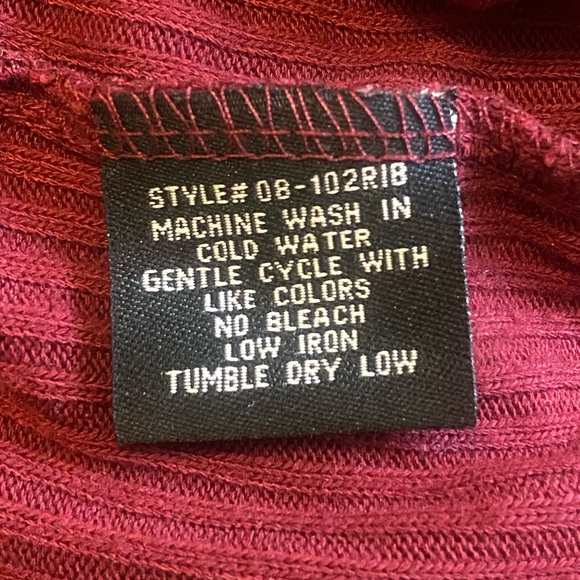 STYLE# 08-102RIB
MACHINE WASH IN
COLD WATER
GENTLE CYCLE WITH
LIKE COLORS
NO BLEACH
LOW IRON
TUMBLE DRY LOW